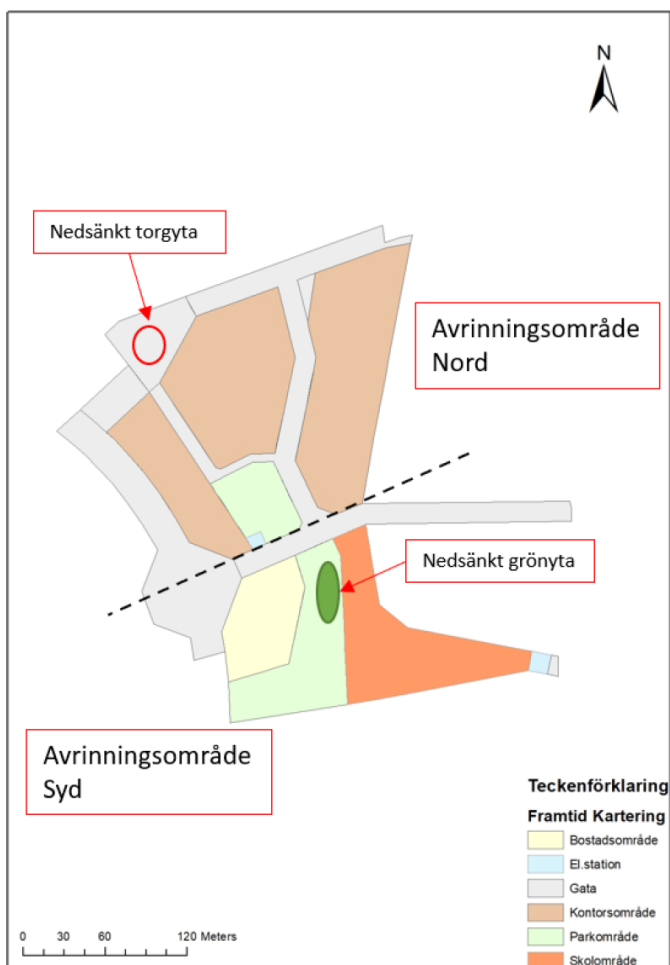 N
Nedsänkt torgyta
Avrinningsområde
Nord
Nedsänkt grönyta
Avrinningsområde
Syd
Teckenförklaring
Framtid Kartering
Bostadsområde
El.station
Gata
Kontorsområde
Parkområde
Skolområde
0 30 60 120 Meters